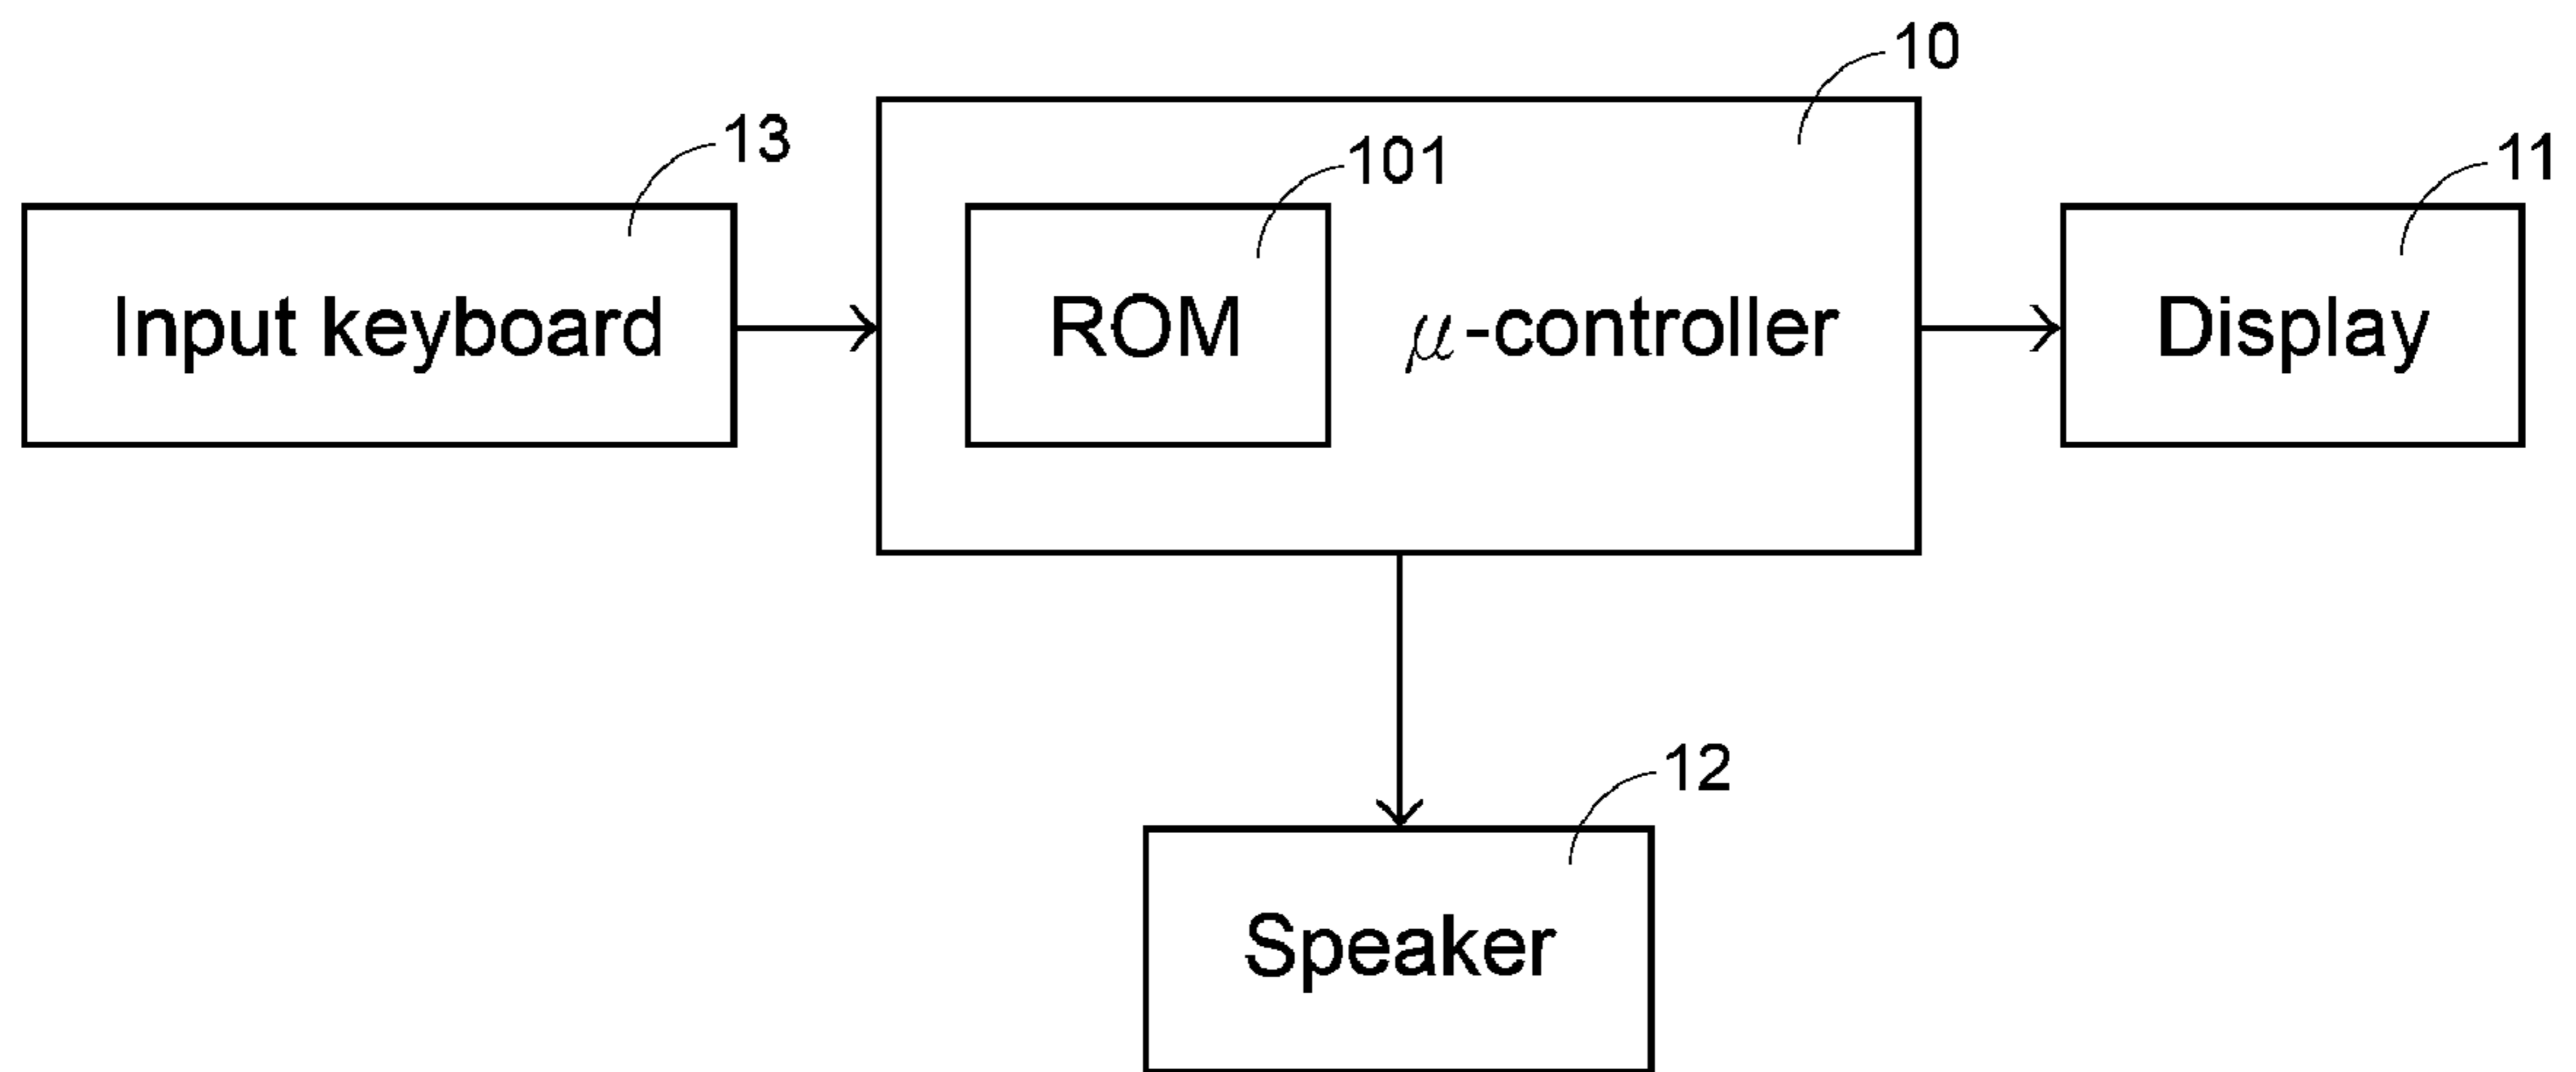 10
13
101
11
Input keyboard
ROM
μ-controller
Display
12
Speaker